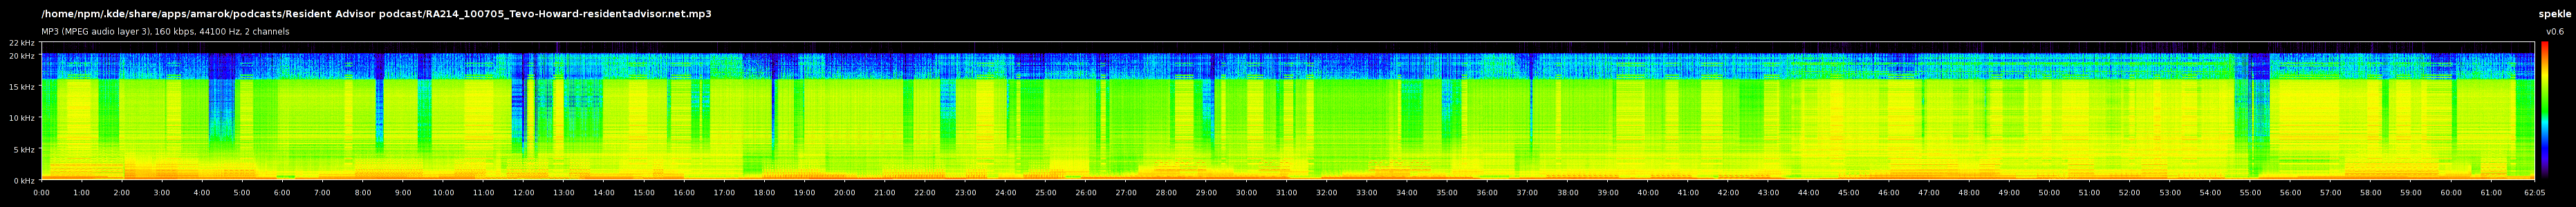 /home/npm/.kde/share/apps/amarok/podcasts/Resident Advisor podcast/RA214_100705_Tevo-Howard-residentadvisor.net.mp3
spekle
MP3 (MPEG audio layer 3), 160 kbps, 44100 Hz, 2 channels
v0.6
22 kHz
20 kHz
15 kHz
10 kHz
5 kHz
0 kHz
0:00 1:00 2:00 3:00 4:00 5:00 6:00 7:00 8:00 9:00 10:00 11:00 12:00 13:00 14:00 15:00 16:00 17:00 18:00 19:00 20:00 21:00 22:00 23:00 24:00 25:00 26:00 27:00 28:00 29:00 30:00 31:00 32:00 33:00 34:00 35:00 36:00 37:00 38:00 39:00 40:00 41:00 42:00 43:00 44:00 45:00 46:00 47:00 48:00 49:00 50:00 51:00 52:00 53:00 54:00 55:00 56:00 57:00 58:00 59:00 60:00 61:00 62:05